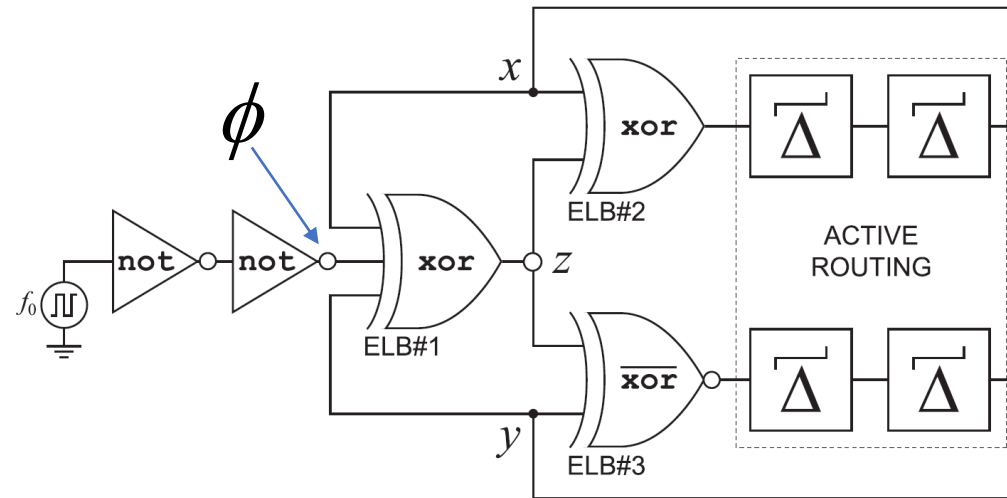 x
ϕ
xor
Δ Δ
ELB#2
not not xor
z
ACTIVE
ROUTING
f₀
ELB#1
xor
Δ Δ
y
ELB#3